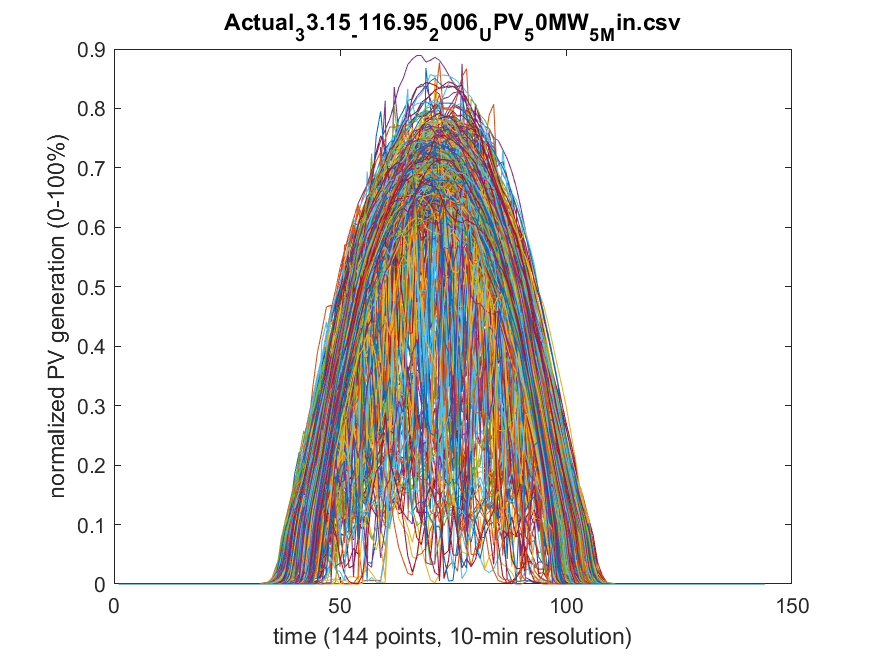 Actual_33.15_-116.95_2006_UPV_50MW_5Min.csv
0.9
0.8
0.7
0.6
0.5
0.4
0.3
0.2
0.1
0
normalized PV generation (0-100%)
0 50 100 150
time (144 points, 10-min resolution)